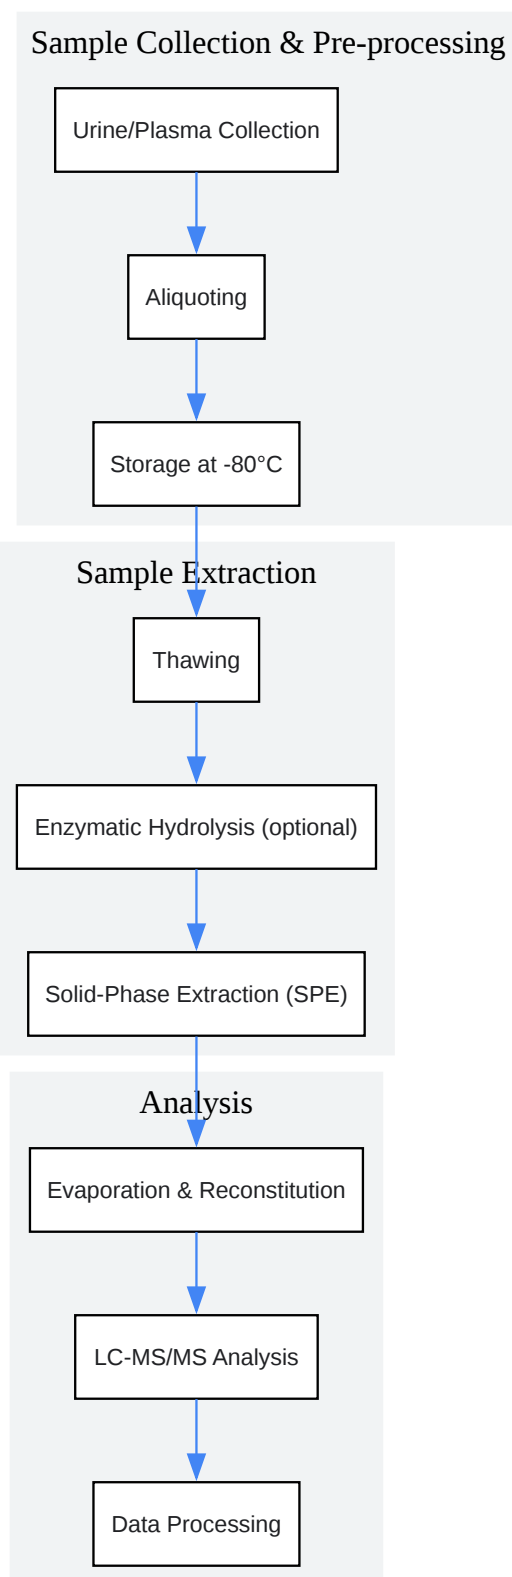 Sample Collection & Pre-processing
Urine/Plasma Collection
Aliquoting
Storage at -80°C
Sample Extraction
Thawing
Enzymatic Hydrolysis (optional)
Solid-Phase Extraction (SPE)
Analysis
Evaporation & Reconstitution
LC-MS/MS Analysis
Data Processing